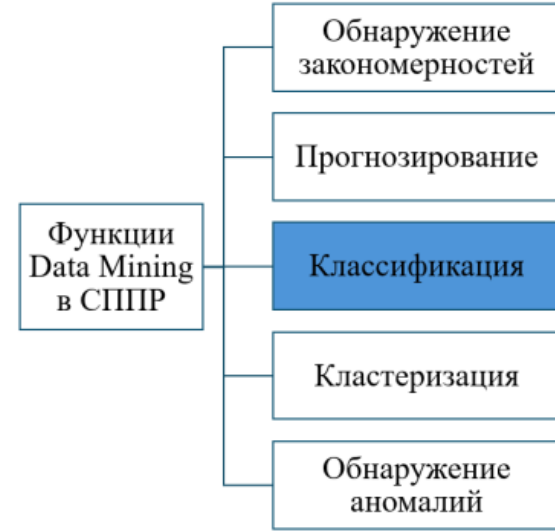 Обнаружение
закономерностей
Прогнозирование
Функции
Data Mining
в СППР
Классификация
Кластеризация
Обнаружение
аномалий